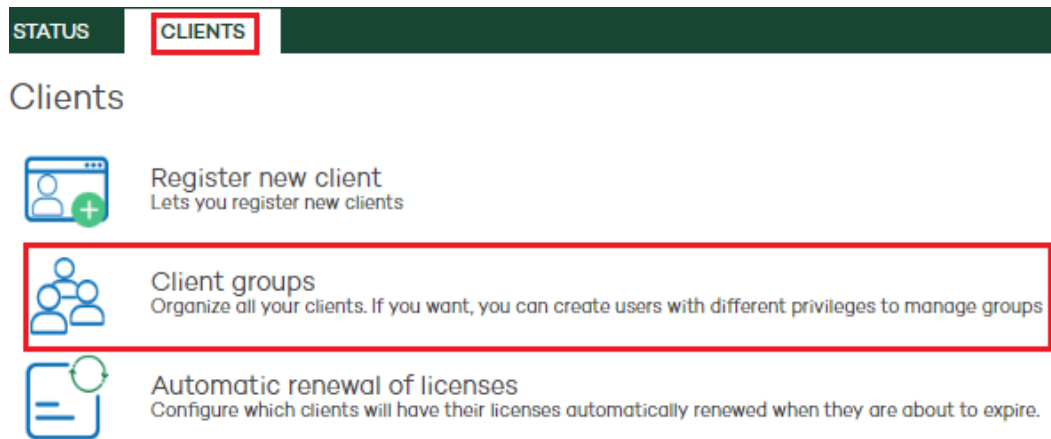 STATUS CLIENTS
Clients
Register new client
Lets you register new clients
Client groups
Organize all your clients. If you want, you can create users with different privileges to manage groups
Automatic renewal of licenses
Configure which clients will have their licenses automatically renewed when they are about to expire.